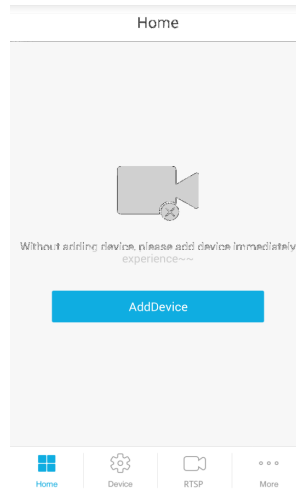 Home
Without adding device, please add device immediately
experience~~
AddDevice
Home Device RTSP More